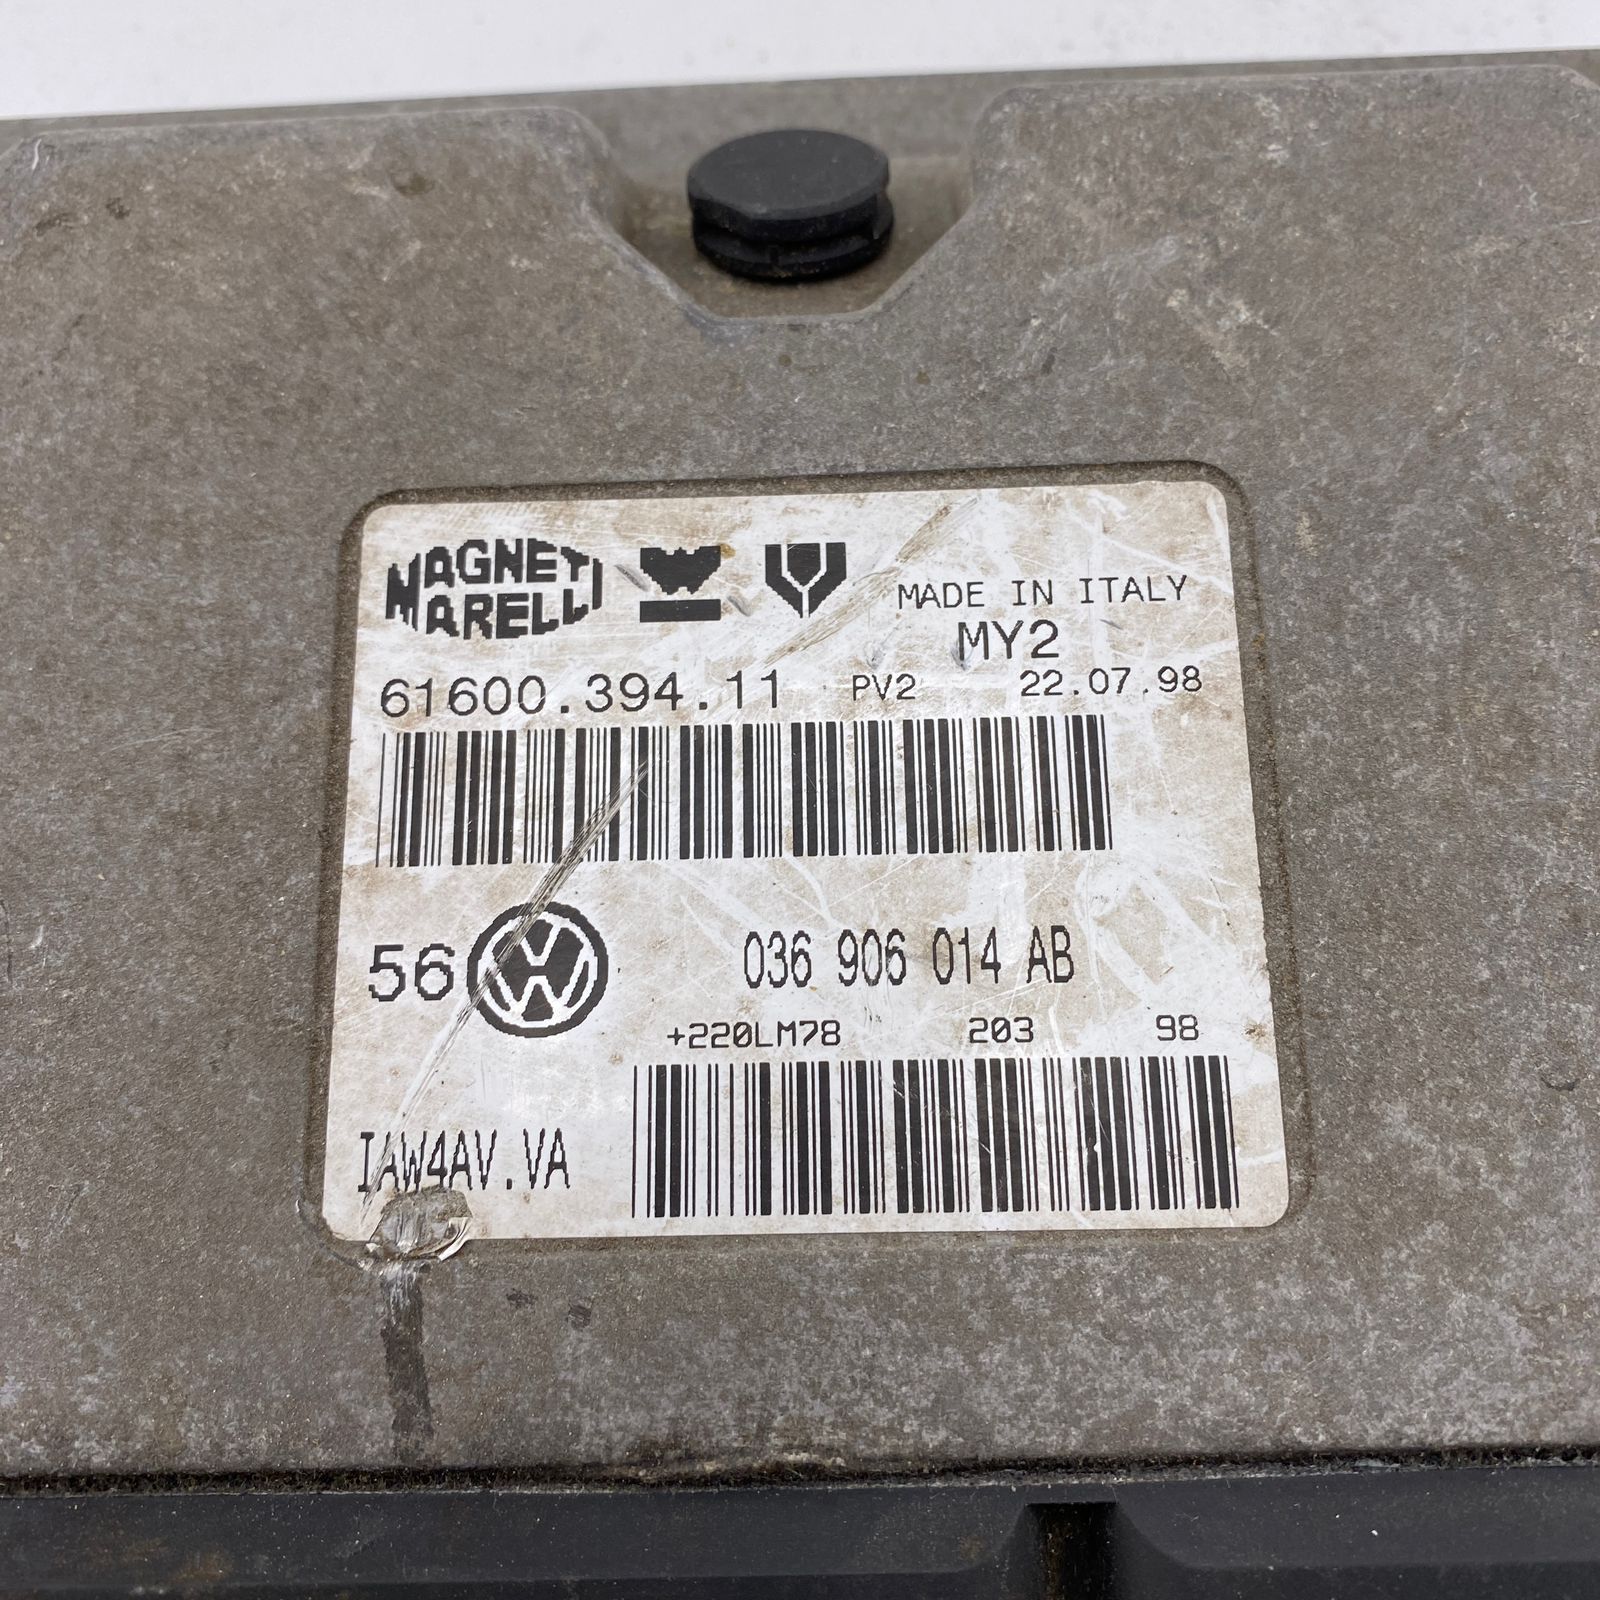 MAGNETI
MARELLI
MADE IN ITALY
MY2
61600.394.11 PV2 22.07.98
56 036 906 014 AB
+220LM78 203 98
IAW4AV.VA